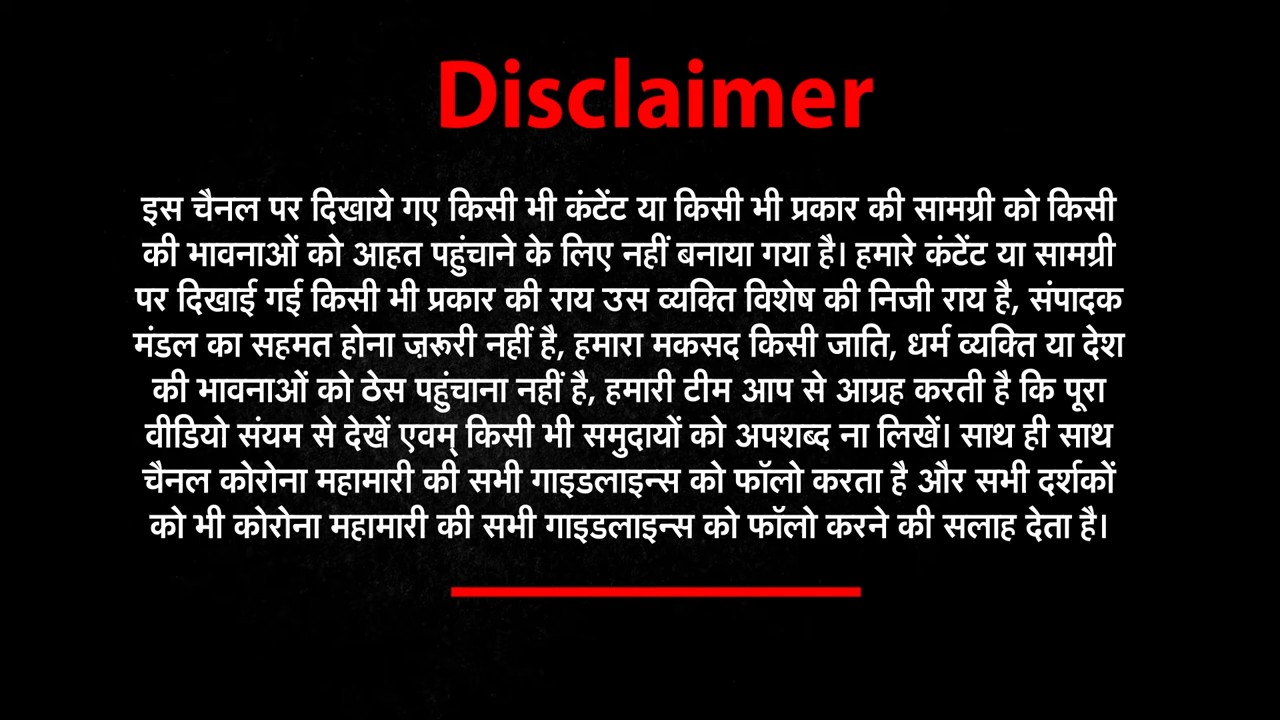 Disclaimer
इस चैनल पर दिखाये गए किसी भी कंटेंट या किसी भी प्रकार की सामग्री को किसी
की भावनाओं को आहत पहुंचाने के लिए नहीं बनाया गया है। हमारे कंटेंट या सामग्री
पर दिखाई गई किसी भी प्रकार की राय उस व्यक्ति विशेष की निजी राय है, संपादक
मंडल का सहमत होना ज़रूरी नहीं है, हमारा मकसद किसी जाति, धर्म व्यक्ति या देश
की भावनाओं को ठेस पहुंचाना नहीं है, हमारी टीम आप से आग्रह करती है कि पूरा
वीडियो संयम से देखें एवम् किसी भी समुदायों को अपशब्द ना लिखें। साथ ही साथ
चैनल कोरोना महामारी की सभी गाइडलाइन्स को फॉलो करता है और सभी दर्शकों
को भी कोरोना महामारी की सभी गाइडलाइन्स को फॉलो करने की सलाह देता है।